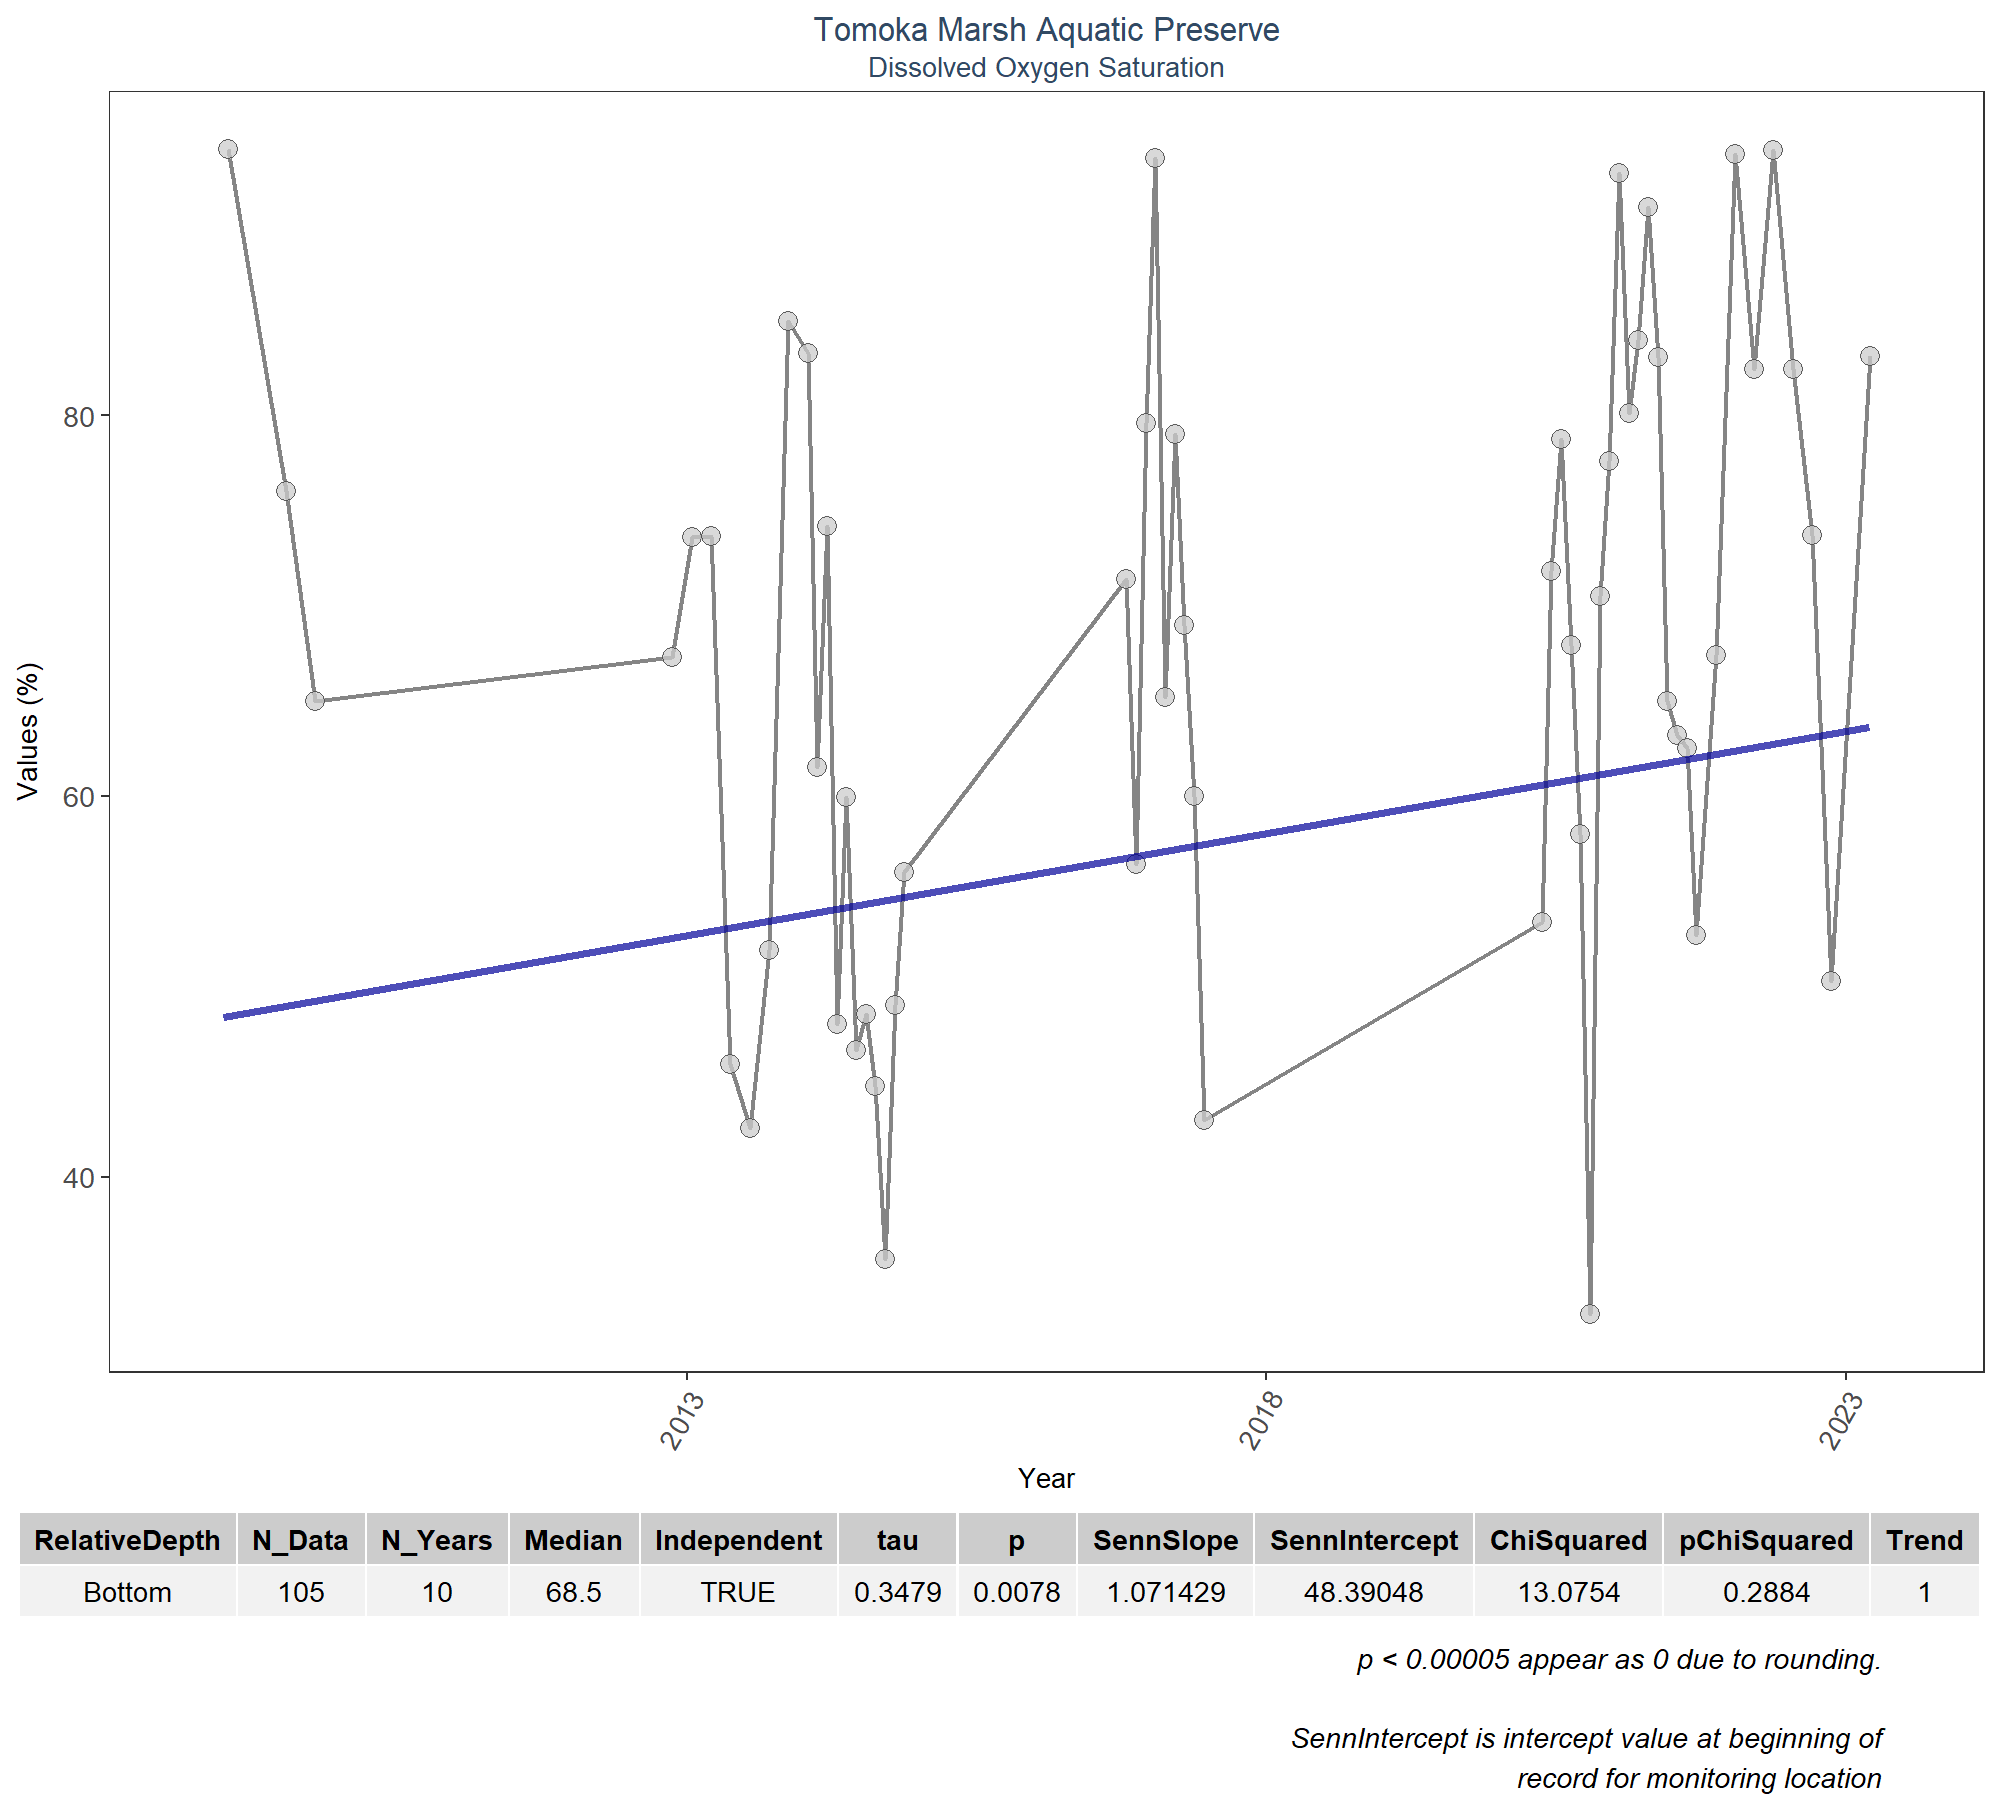 Tomoka Marsh Aquatic Preserve
Dissolved Oxygen Saturation
Values (%)
80
60
40
2013
2018
2023
Year
RelativeDepth N_Data N_Years Median Independent tau p SennSlope SennIntercept ChiSquared pChiSquared Trend
Bottom 105 10 68.5 TRUE 0.3479 0.0078 1.071429 48.39048 13.0754 0.2884 1
p < 0.00005 appear as 0 due to rounding.
SennIntercept is intercept value at beginning of
record for monitoring location